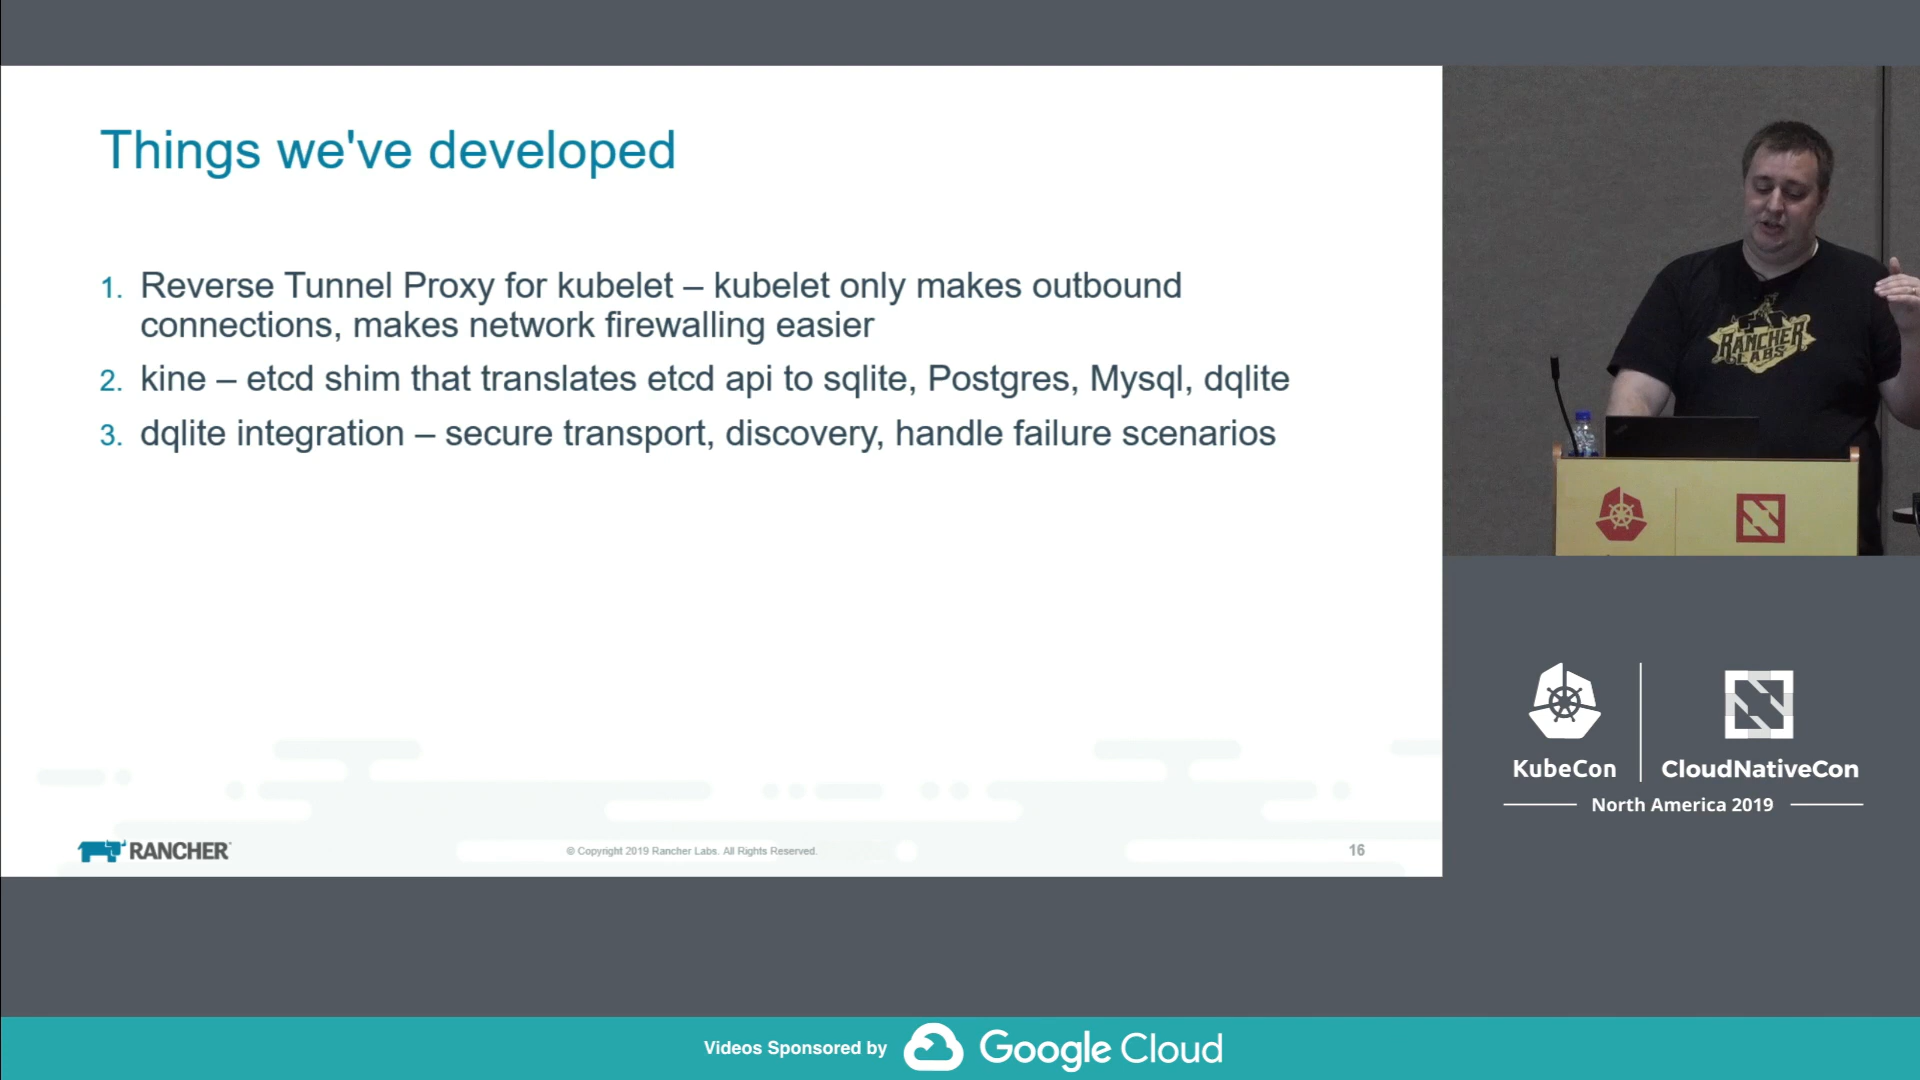 Things we've developed
1. Reverse Tunnel Proxy for kubelet – kubelet only makes outbound
connections, makes network firewalling easier
2. kine – etcd shim that translates etcd api to sqlite, Postgres, Mysql, dqlite
3. dqlite integration – secure transport, discovery, handle failure scenarios
RANCHER
© Copyright 2019 Rancher Labs. All Rights Reserved.
16
RANCHER
LABS
KubeCon
CloudNativeCon
North America 2019
Videos Sponsored by
Google Cloud